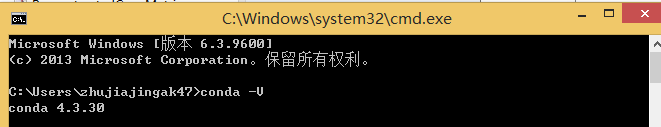 C:\Windows\system32\cmd.exe
Microsoft Windows [版本 6.3.9600]
(c) 2013 Microsoft Corporation。保留所有权利。
C:\Users\zhujiajingak47>conda -V
conda 4.3.30